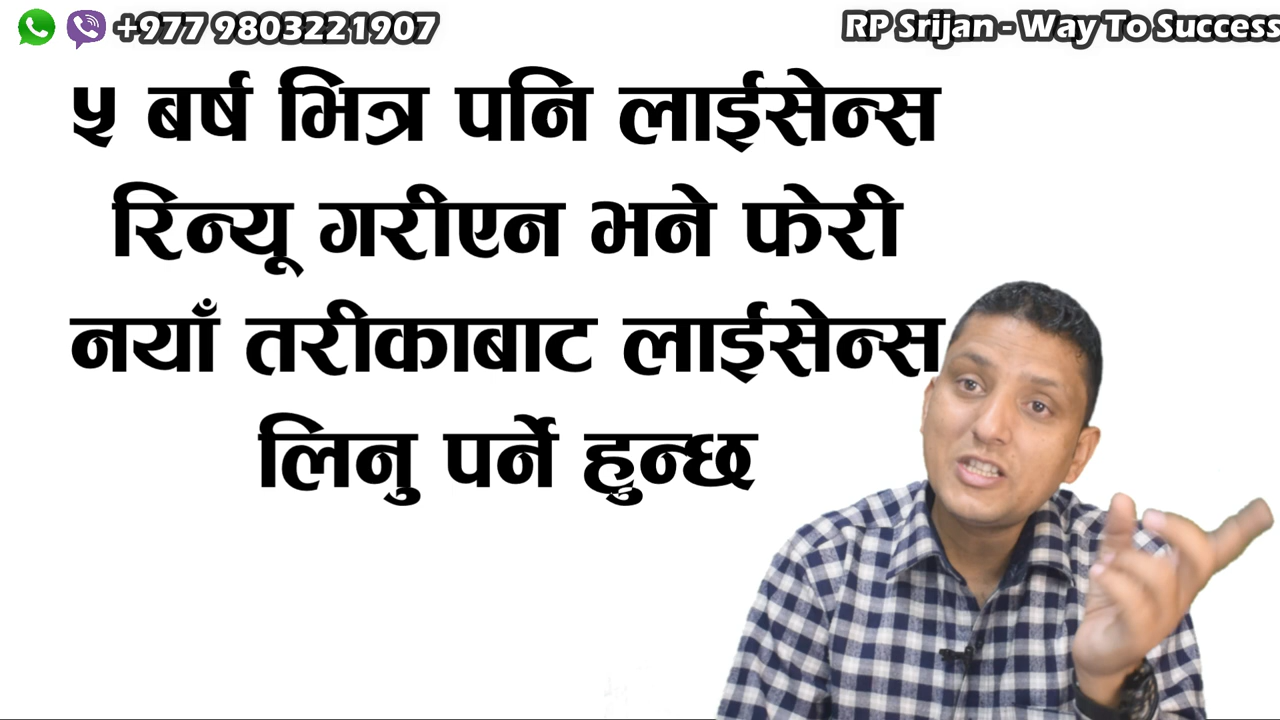 +977 9803221907
RP Srijan - Way To Success
५ बर्ष भित्र पनि लाईसेन्स
रिन्यू गरीएन भने फेरी
नयाँ तरीकाबाट लाईसेन्स
लिनु पर्ने हुन्छ